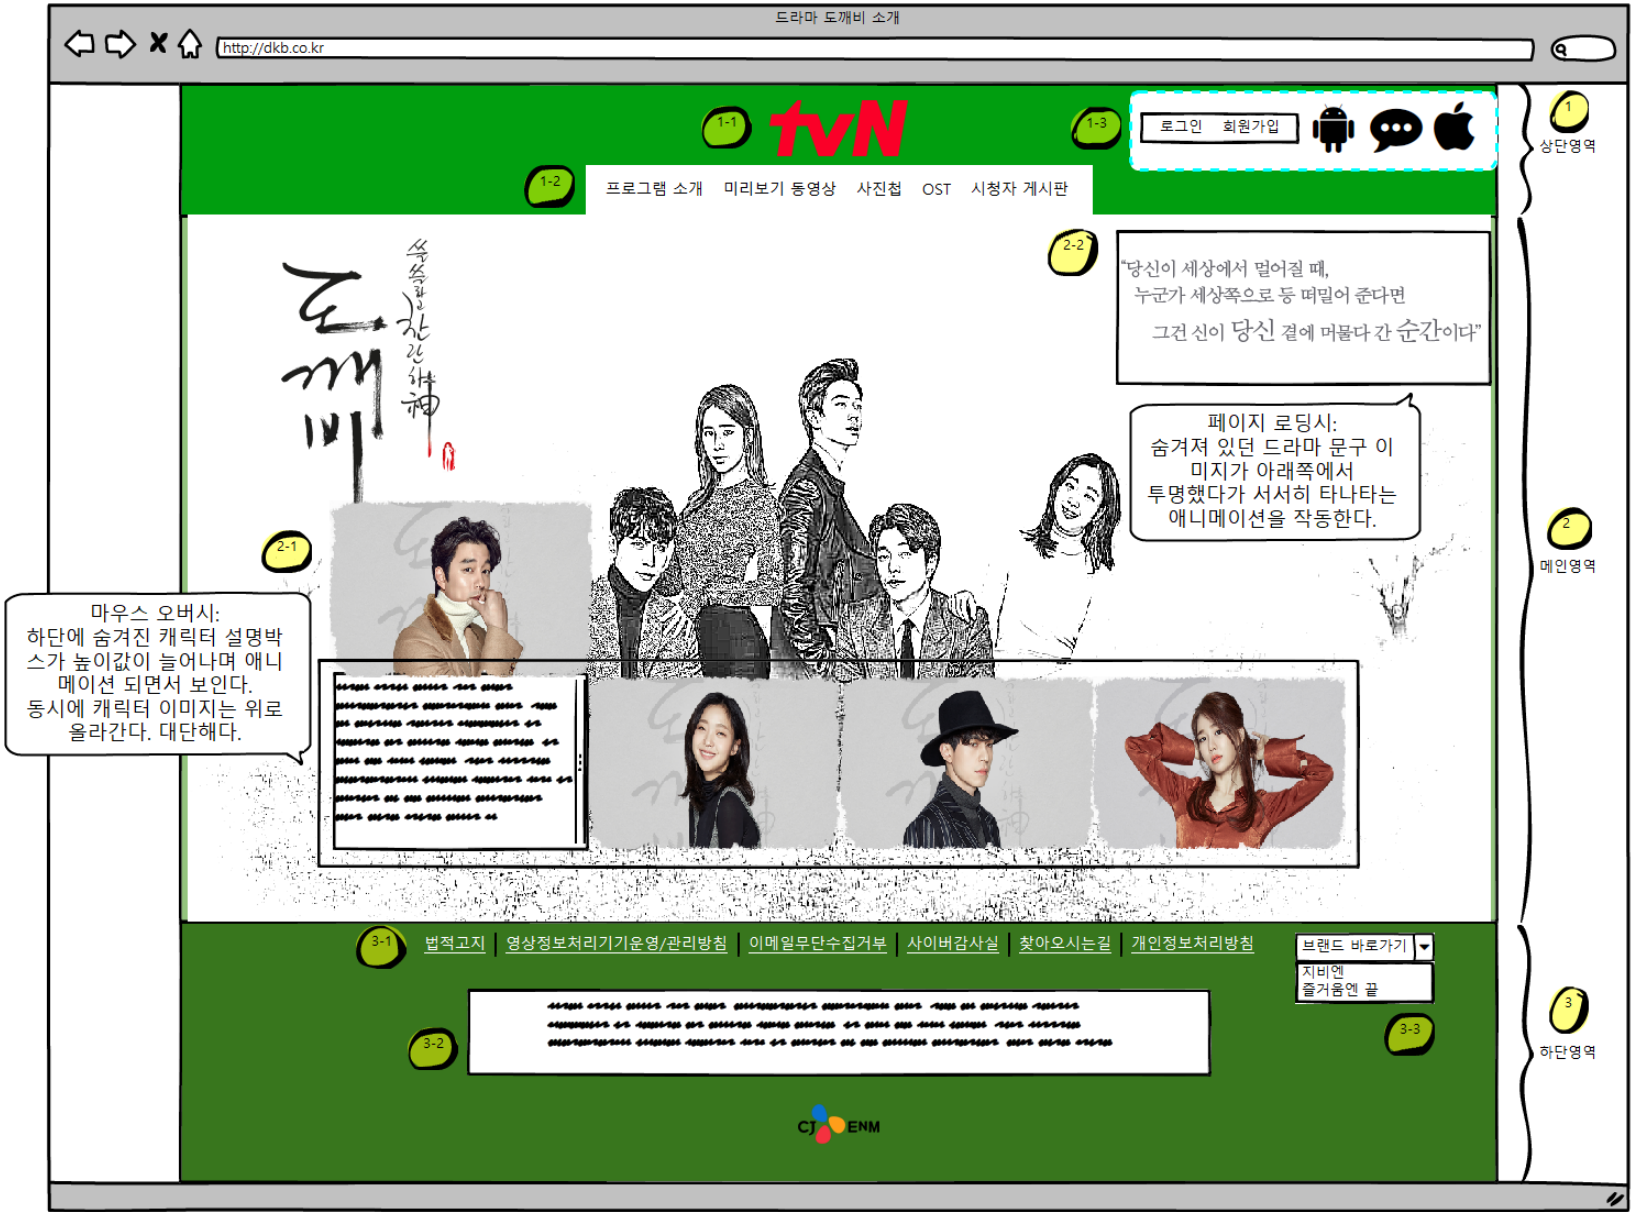 드라마 도깨비 소개
http://dkb.co.kr
1-1
tvN
1-3
로그인 회원가입
1
상단영역
1-2
프로그램 소개 미리보기 동영상 사진첩 OST 시청자 게시판
2-2
"당신이 세상에서 멀어질 때,
누군가 세상쪽으로 등 떠밀어 준다면
그건 신이 당신 곁에 머물다 간 순간이다"
쓸쓸하고 찬란하神
도깨비
페이지 로딩시:
숨겨져 있던 드라마 문구 이
미지가 아래쪽에서
투명했다가 서서히 타나타는
애니메이션을 작동한다.
2
메인영역
2-1
마우스 오버시:
하단에 숨겨진 캐릭터 설명박
스가 높이값이 늘어나며 애니
메이션 되면서 보인다.
동시에 캐릭터 이미지는 위로
올라간다. 대단해다.
3-1
법적고지 영상정보처리기기운영/관리방침 이메일무단수집거부 사이버감사실 찾아오시는길 개인정보처리방침
브랜드 바로가기
지비엔
즐거움엔 끝
3-2
3-3
3
하단영역
CJ ENM